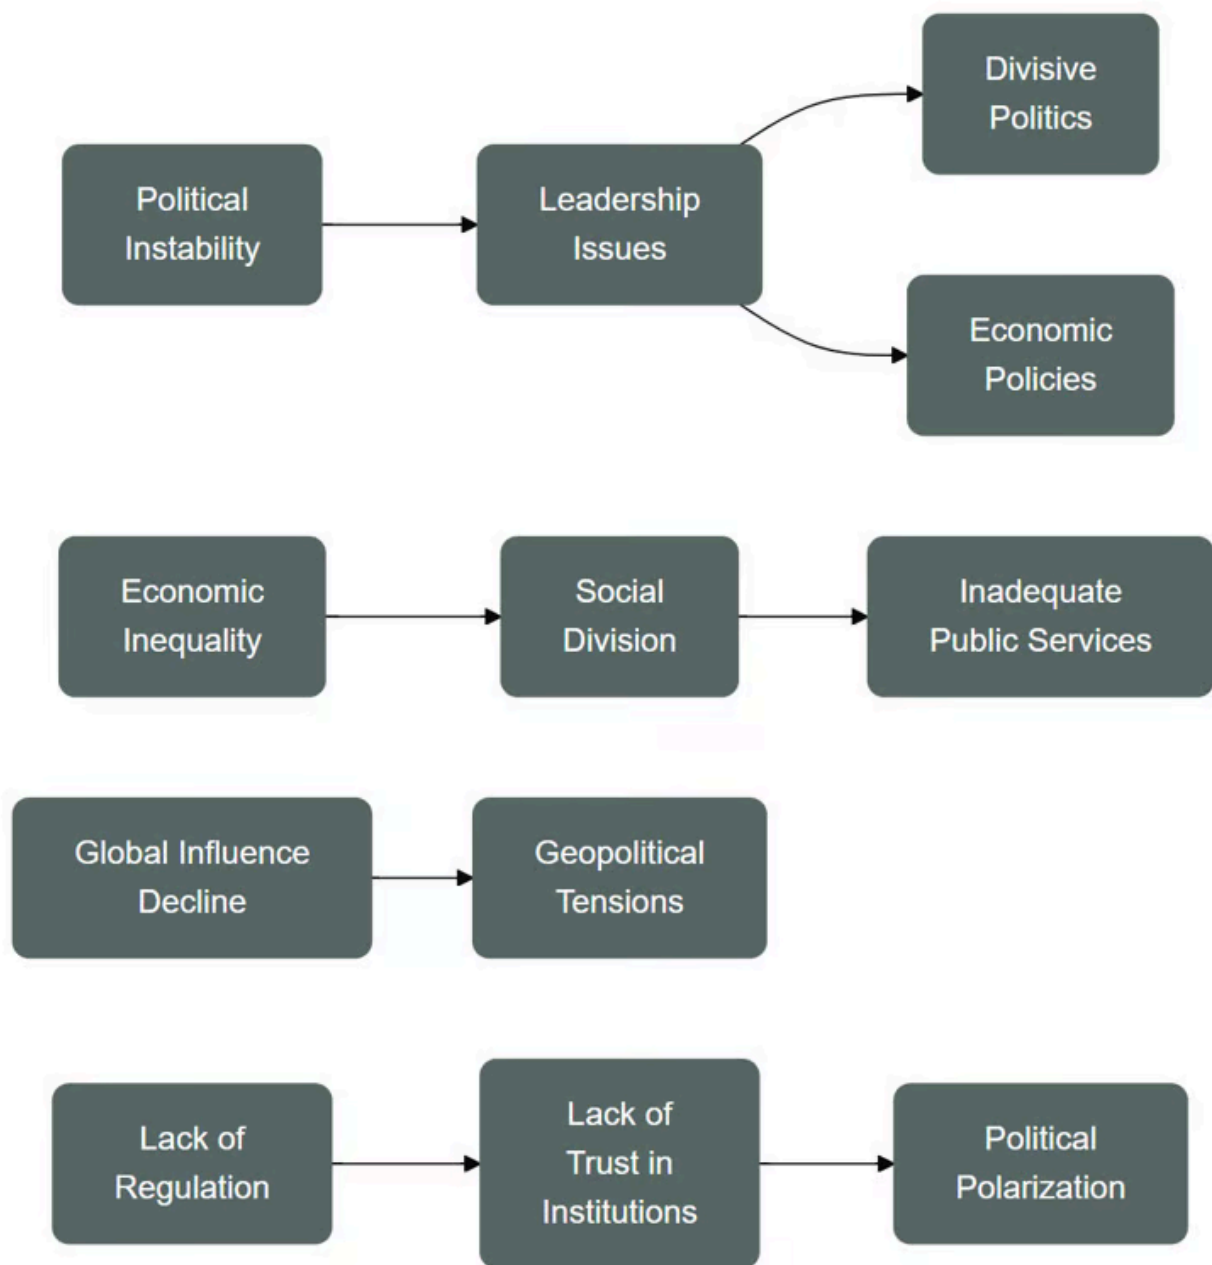 Divisive
Politics
Political
Instability
Leadership
Issues
Economic
Policies
Economic
Inequality
Social
Division
Inadequate
Public Services
Global Influence
Decline
Geopolitical
Tensions
Lack of
Regulation
Lack of
Trust in
Institutions
Political
Polarization